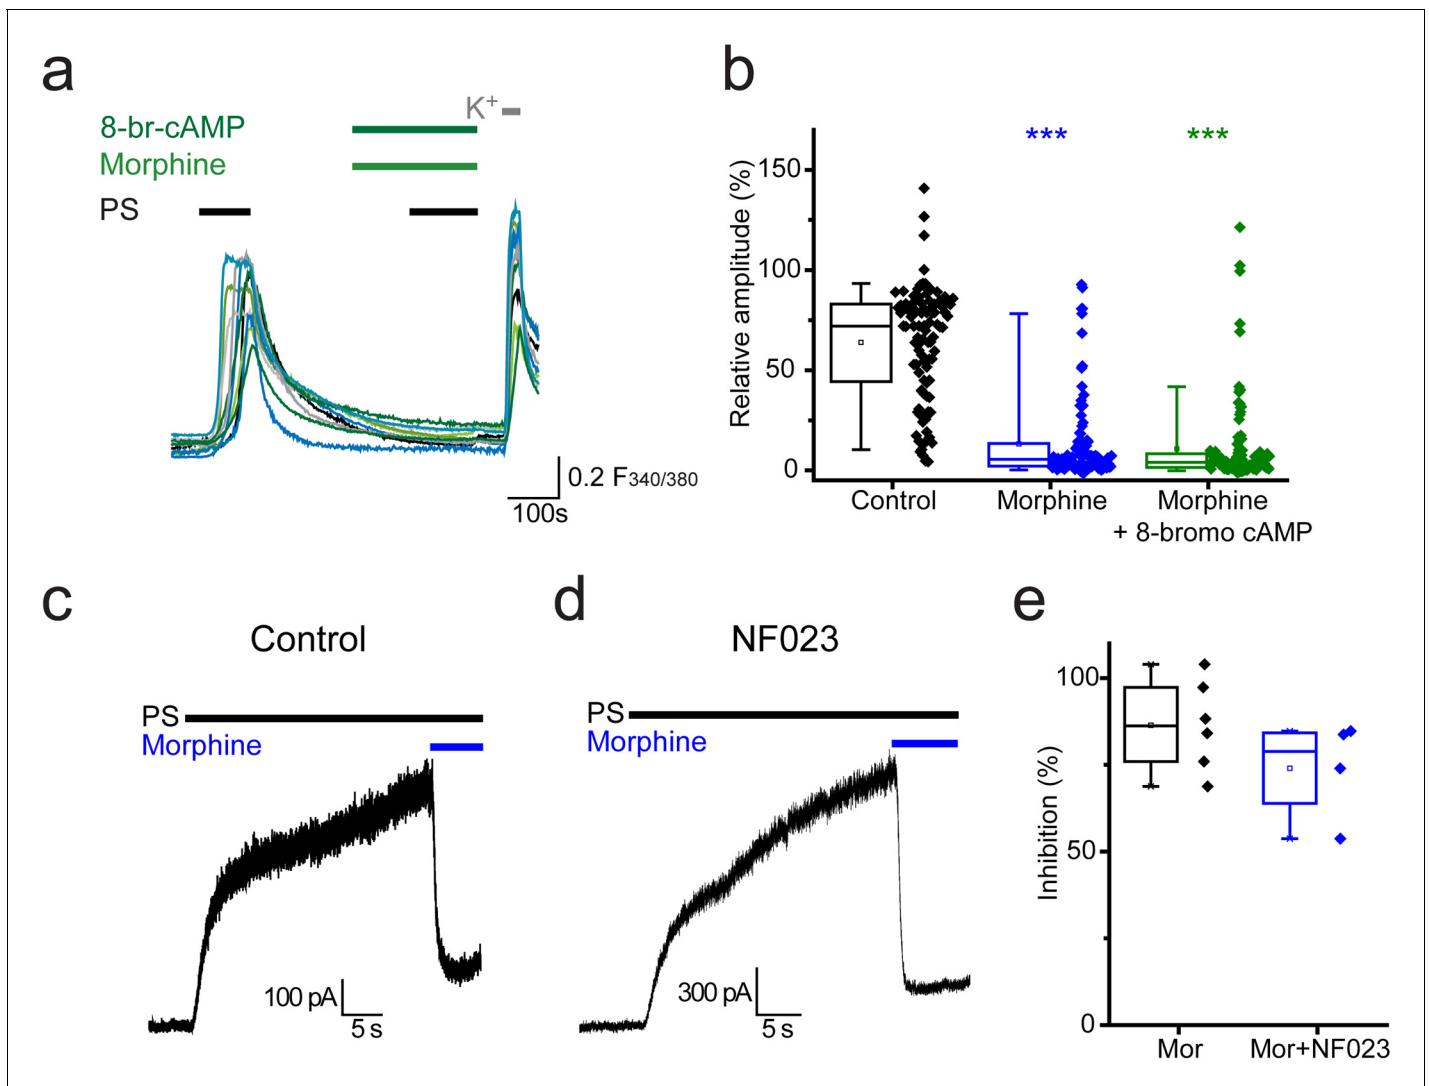 a
K+
8-br-cAMP
Morphine
PS
0.2 F340/380
100s
b
***
***
Relative amplitude (%)
150
100
50
0
Control
Morphine
Morphine
+ 8-bromo cAMP
c
Control
PS
Morphine
100 pA
5 s
d
NF023
PS
Morphine
300 pA
5 s
e
Inhibition (%)
100
50
0
Mor
Mor+NF023